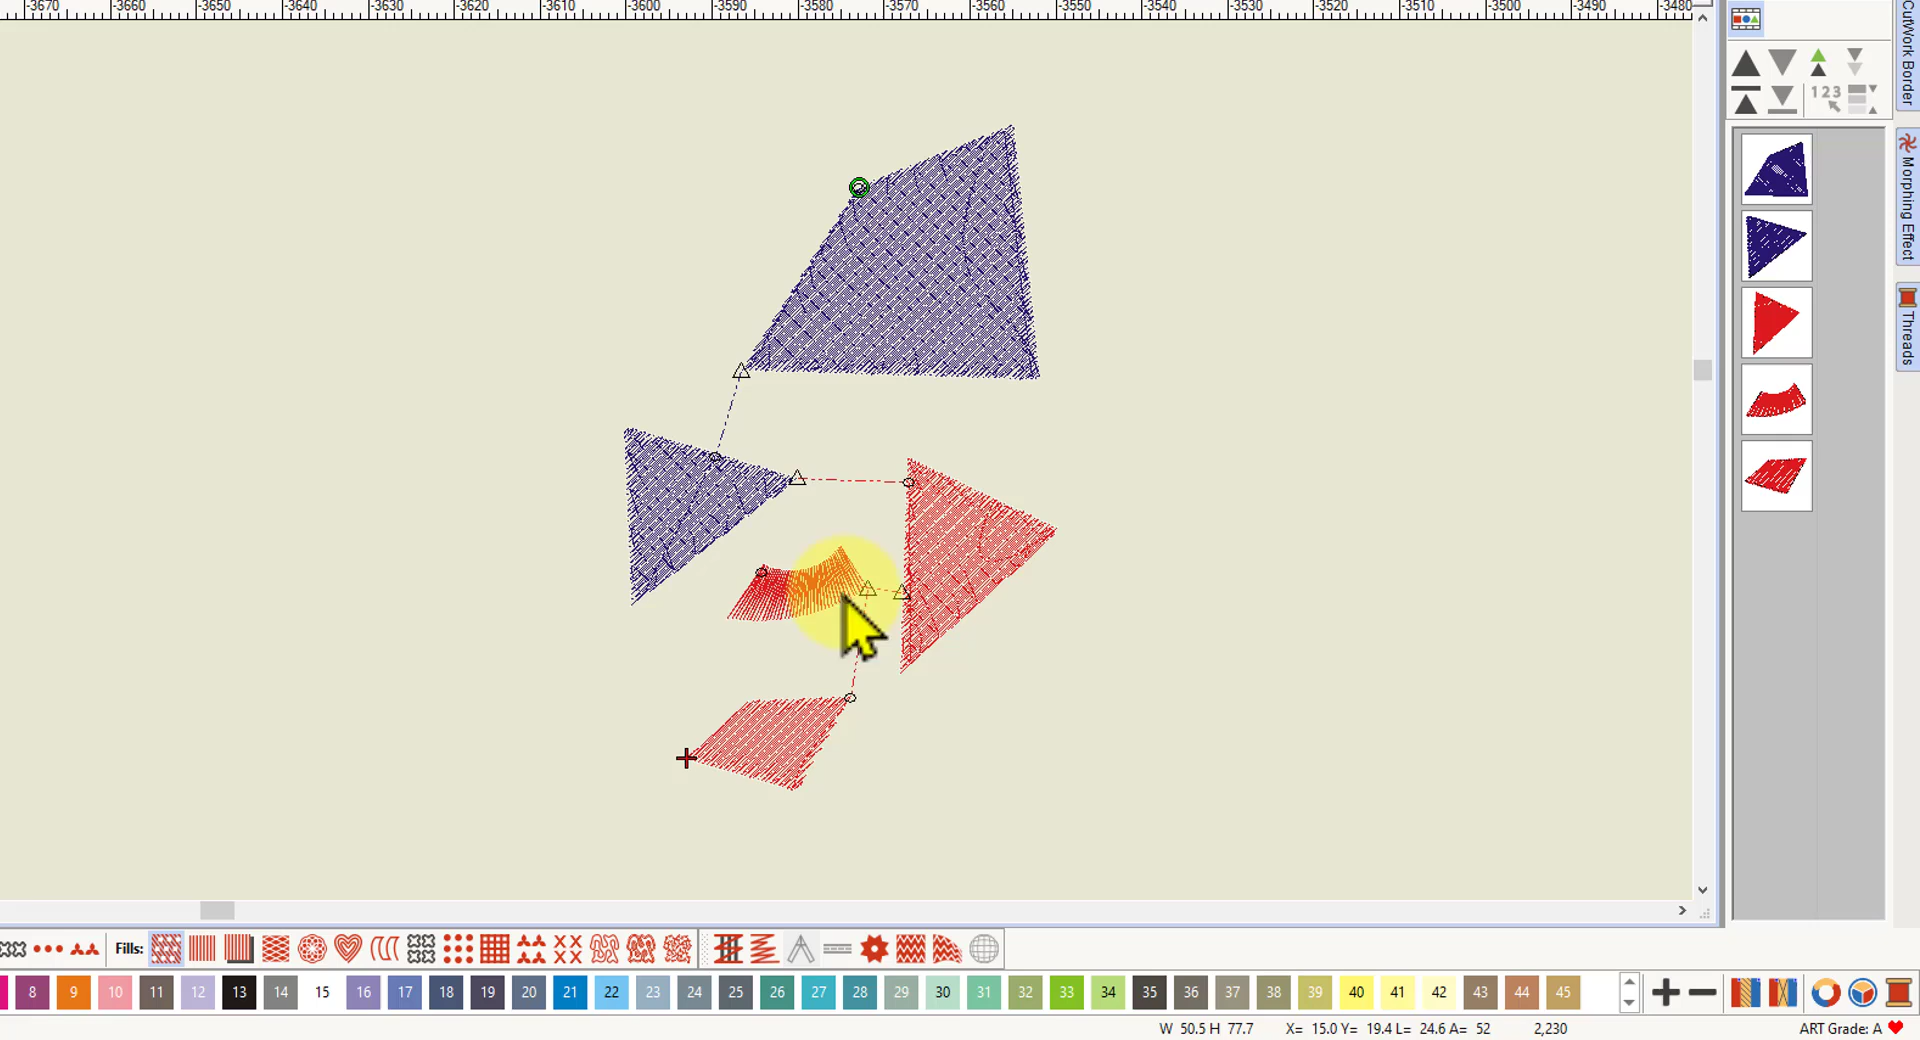 -3670 -3660 -3650 -3640 -3630 -3620 -3610 -3600 -3590 -3580 -3570 -3560 -3550 -3540 -3530 -3520 -3510 -3500 -3490 -3480
CutWork Border
1 2 3
Morphing Effect
Threads
Fills:
8 9 10 11 12 13 14 15 16 17 18 19 20 21 22 23 24 25 26 27 28 29 30 31 32 33 34 35 36 37 38 39 40 41 42 43 44 45
W 50.5 H 77.7 X= 15.0 Y= 19.4 L= 24.6 A= 52 2,230 ART Grade: A